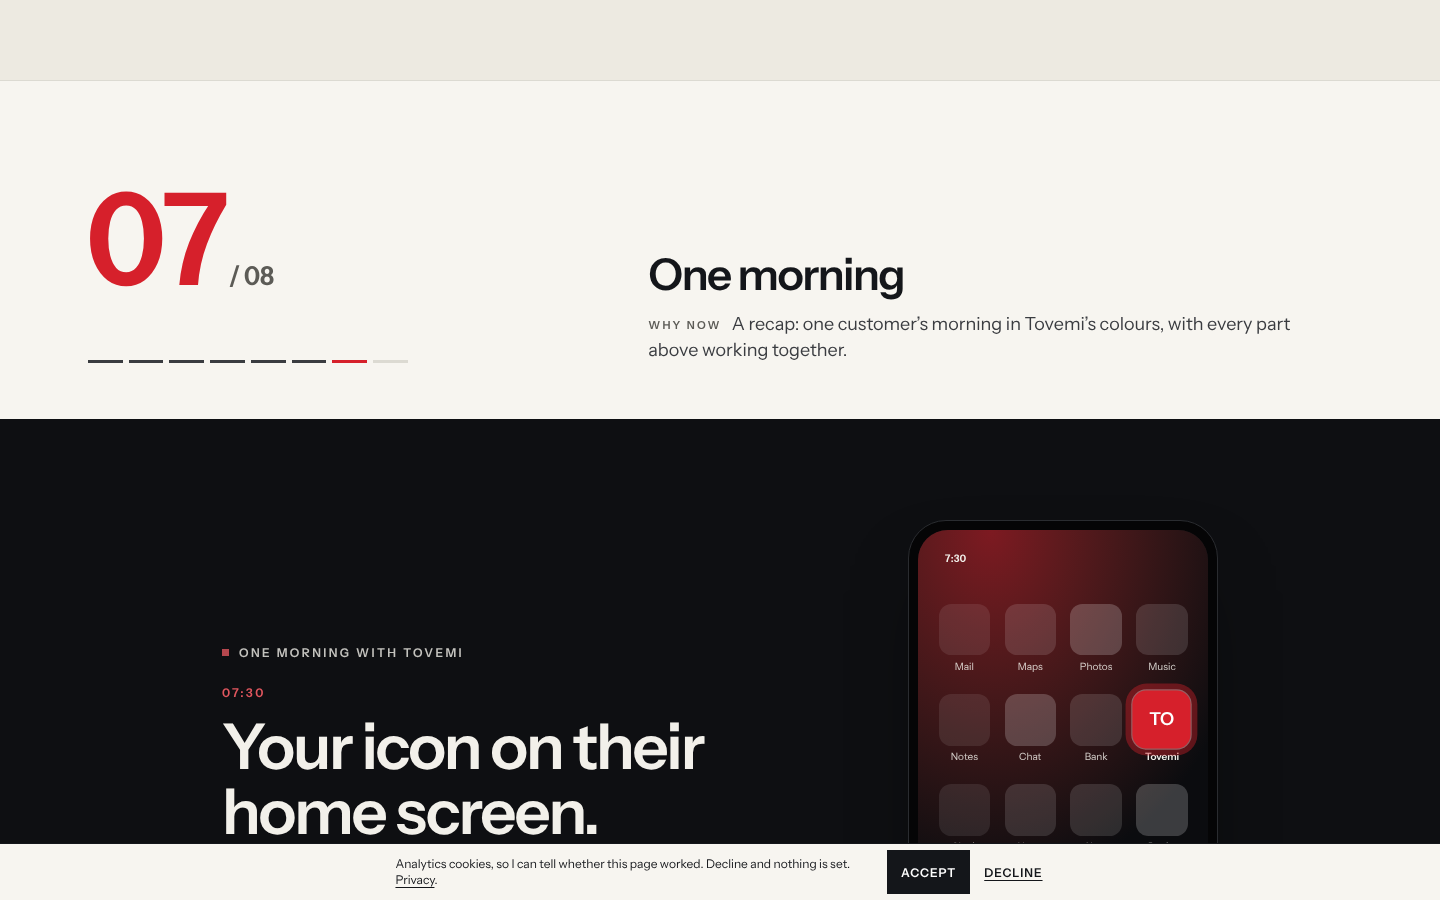 07
/ 08
One morning
WHY NOW A recap: one customer’s morning in Tovemi’s colours, with every part
above working together.
ONE MORNING WITH TOVEMI
07:30
Your icon on their
home screen.
7:30
Mail Maps Photos Music
TO
Notes Chat Bank Tovemi
Analytics cookies, so I can tell whether this page worked. Decline and nothing is set.
Privacy.
ACCEPT DECLINE